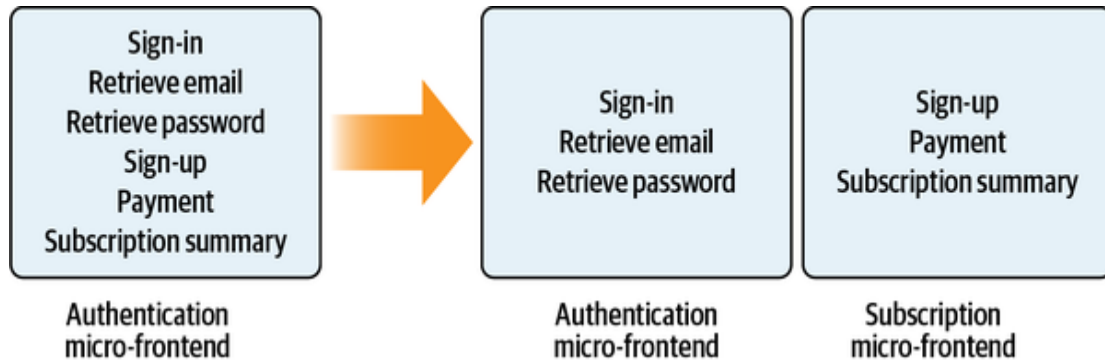 Sign-in
Retrieve email
Retrieve password
Sign-up
Payment
Subscription summary
Authentication
micro-frontend
Sign-in
Retrieve email
Retrieve password
Authentication
micro-frontend
Sign-up
Payment
Subscription summary
Subscription
micro-frontend